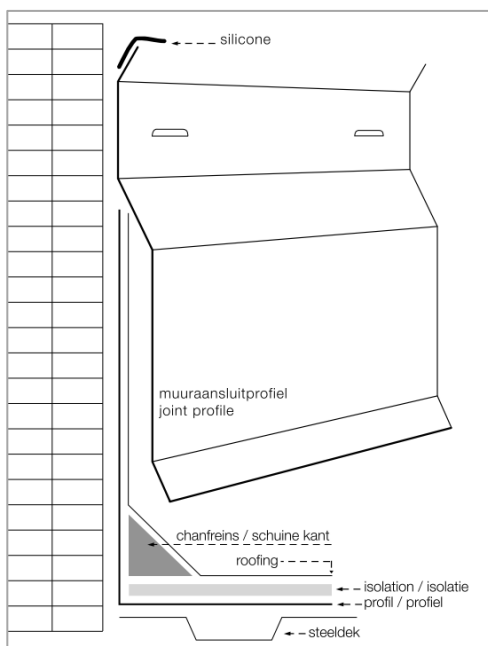 silicone
muuraansluitprofiel
joint profile
chanfreins / schuine kant
roofing
isolation / isolatie
profil / profiel
steeldek